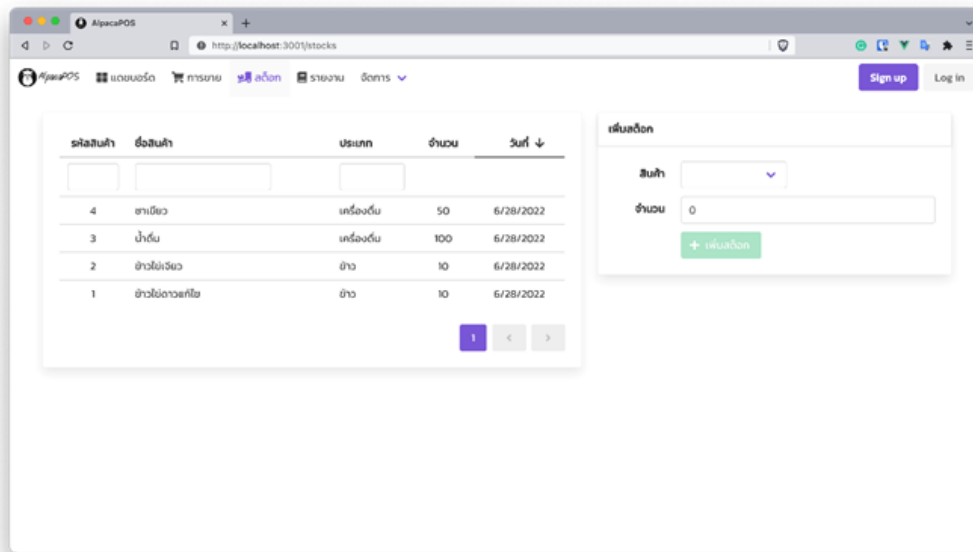 AlpacaPOS
http://localhost:3001/stocks
AlpacaPOS แดชบอร์ด การขาย สต็อก รายงาน จัดการ Sign up Log in
รหัสสินค้า ชื่อสินค้า ประเภท จำนวน วันที่
4 ชาเขียว เครื่องดื่ม 50 6/28/2022
3 น้ำดื่ม เครื่องดื่ม 100 6/28/2022
2 ข้าวไข่เจียว ข้าว 10 6/28/2022
1 ข้าวไข่ดาวแก้ไข ข้าว 10 6/28/2022
1
เพิ่มสต็อก
สินค้า
จำนวน 0
เพิ่มสต็อก